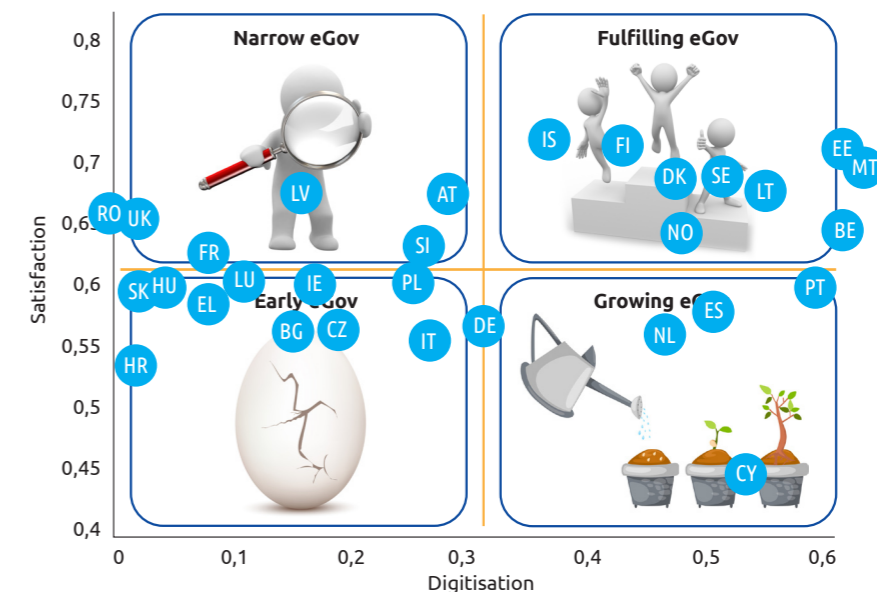 0,8
0,75
0,7
0,65
0,6
0,55
0,5
0,45
0,4
Satisfaction
Narrow eGov
Fulfilling eGov
IS
FI
EE
MT
LV
AT
DK
SE
LT
RO
UK
SI
NO
BE
FR
SK
HU
LU
IE
PL
PT
Early eGov
Growing
EL
ES
BG
CZ
IT
DE
NL
HR
CY
0
0,1
0,2
0,3
0,4
0,5
0,6
Digitisation